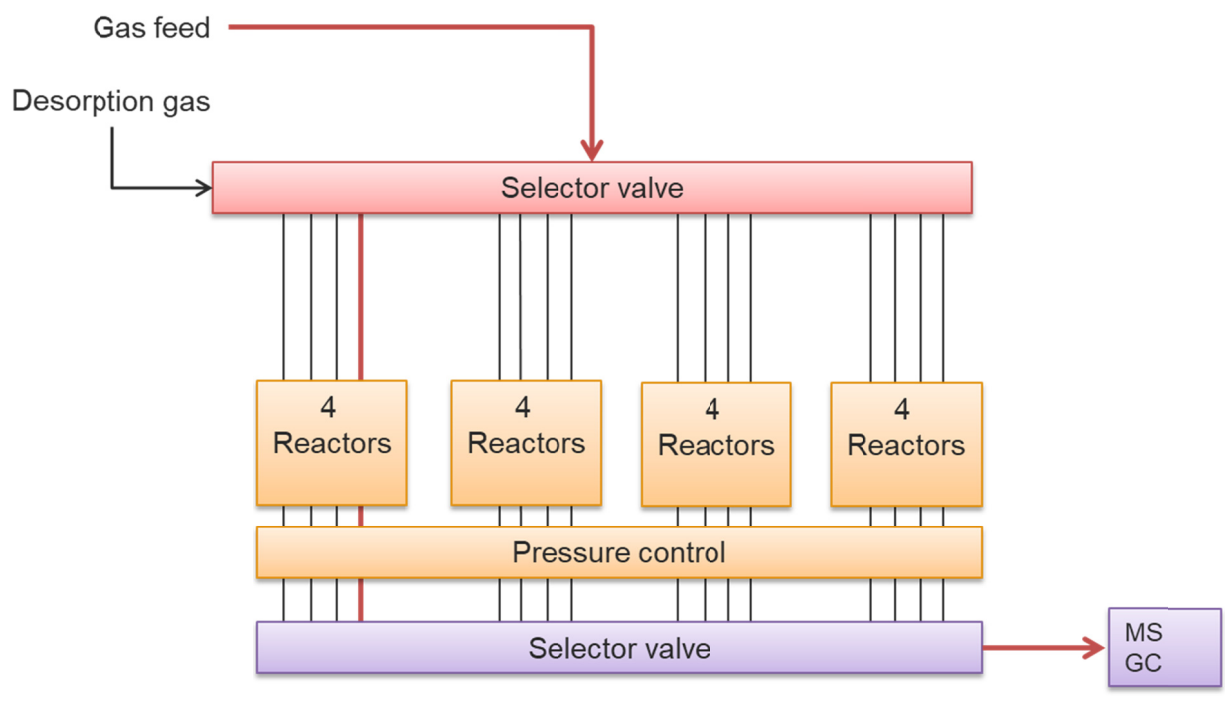 Gas feed
Desorption gas
Selector valve
4
Reactors
4
Reactors
4
Reactors
4
Reactors
Pressure control
Selector valve
MS
GC